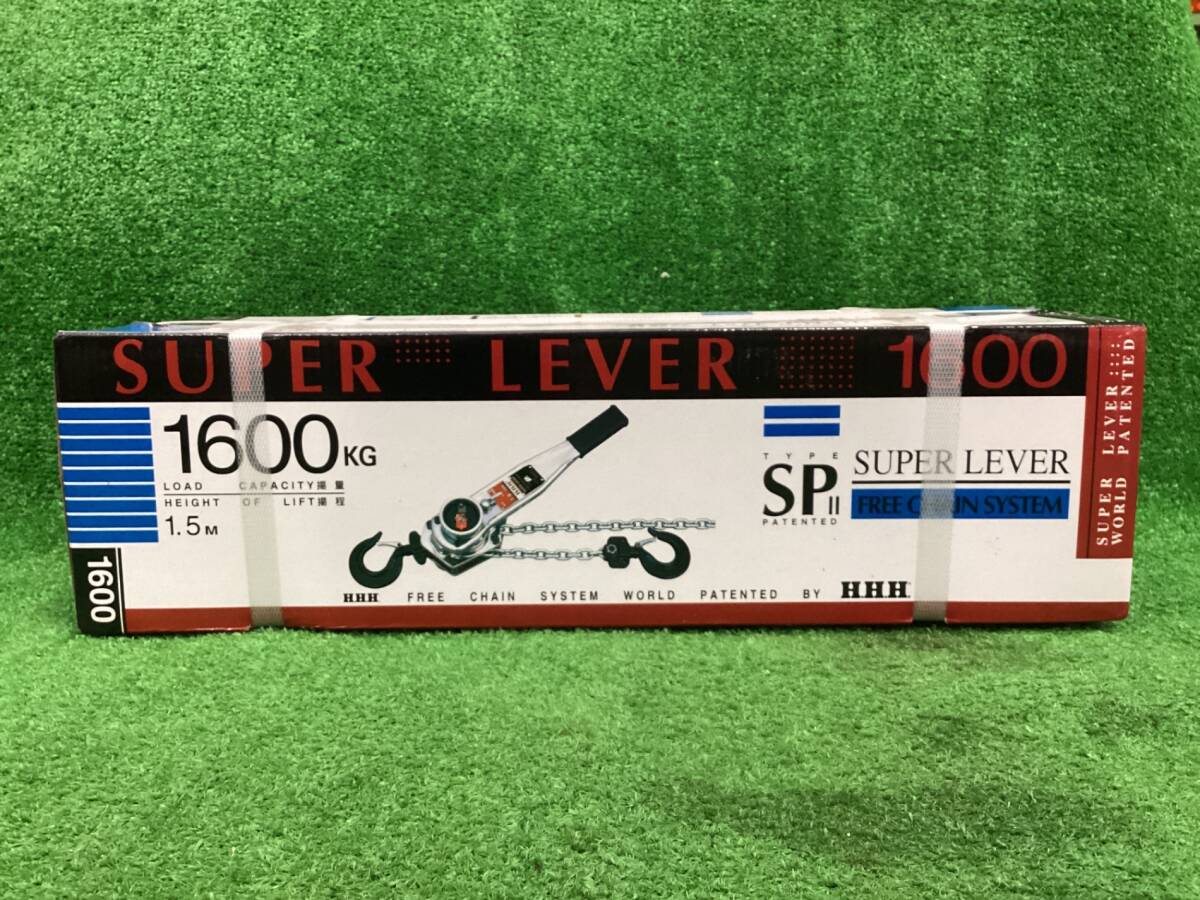 SUPER LEVER 1600
1600KG
LOAD CAPACITY揚量
HEIGHT OF LIFT揚程
1.5M
1600
TYPE
SPII
PATENTED
SUPER LEVER
FREE CHAIN SYSTEM
HHH FREE CHAIN SYSTEM WORLD PATENTED BY HHH
SUPER LEVER
WORLD PATENTED